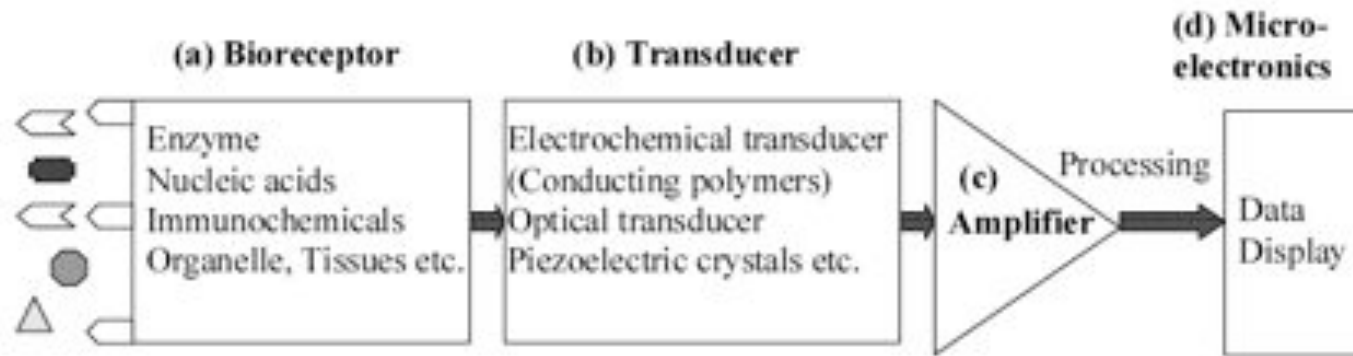 (a) Bioreceptor
Enzyme
Nucleic acids
Immunochemicals
Organelle, Tissues etc.
(b) Transducer
Electrochemical transducer
(Conducting polymers)
Optical transducer
Piezoelectric crystals etc.
(c)
Amplifier
Processing
(d) Micro-
electronics
Data
Display